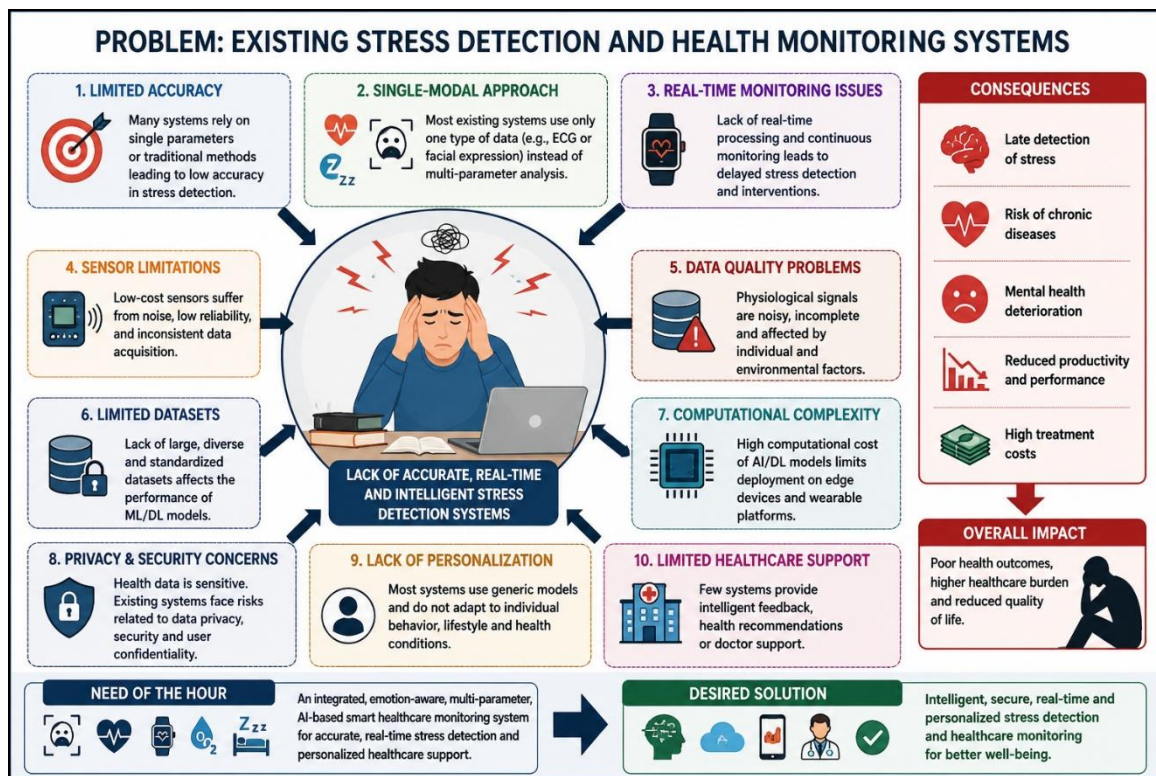 PROBLEM: EXISTING STRESS DETECTION AND HEALTH MONITORING SYSTEMS
1. LIMITED ACCURACY
Many systems rely on
single parameters
or traditional methods
leading to low accuracy
in stress detection.
2. SINGLE-MODAL APPROACH
Most existing systems use only
one type of data (e.g., ECG or
facial expression) instead of
multi-parameter analysis.
Zzz
3. REAL-TIME MONITORING ISSUES
Lack of real-time
processing and continuous
monitoring leads to
delayed stress detection
and interventions.
4. SENSOR LIMITATIONS
Low-cost sensors suffer
from noise, low reliability,
and inconsistent data
acquisition.
5. DATA QUALITY PROBLEMS
Physiological signals
are noisy, incomplete
and affected by
individual and
environmental factors.
6. LIMITED DATASETS
Lack of large, diverse
and standardized
datasets affects the
performance of
ML/DL models.
7. COMPUTATIONAL COMPLEXITY
High computational cost
of AI/DL models limits
deployment on edge
devices and wearable
platforms.
LACK OF ACCURATE, REAL-TIME
AND INTELLIGENT STRESS
DETECTION SYSTEMS
8. PRIVACY & SECURITY CONCERNS
Health data is sensitive.
Existing systems face risks
related to data privacy,
security and user
confidentiality.
9. LACK OF PERSONALIZATION
Most systems use generic models
and do not adapt to individual
behavior, lifestyle and health
conditions.
10. LIMITED HEALTHCARE SUPPORT
Few systems provide
intelligent feedback,
health recommendations
or doctor support.
CONSEQUENCES
Late detection
of stress
Risk of chronic
diseases
Mental health
deterioration
Reduced productivity
and performance
High treatment
costs
OVERALL IMPACT
Poor health outcomes,
higher healthcare burden
and reduced quality
of life.
NEED OF THE HOUR
O2
Zzz
An integrated, emotion-aware, multi-parameter,
AI-based smart healthcare monitoring system
for accurate, real-time stress detection and
personalized healthcare support.
DESIRED SOLUTION
Intelligent, secure, real-time and
personalized stress detection
and healthcare monitoring
for better well-being.